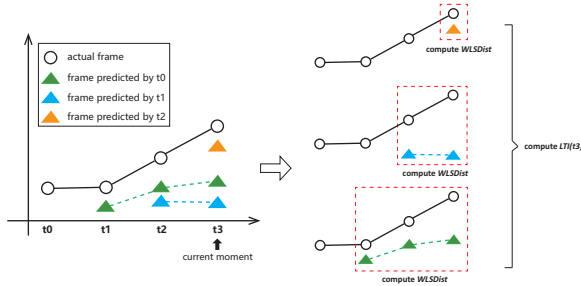 actual frame
frame predicted by t0
frame predicted by t1
frame predicted by t2
t0 t1 t2 t3
current moment
compute WLSDist
compute WLSDist
compute WLSDist
compute LTI(t3,